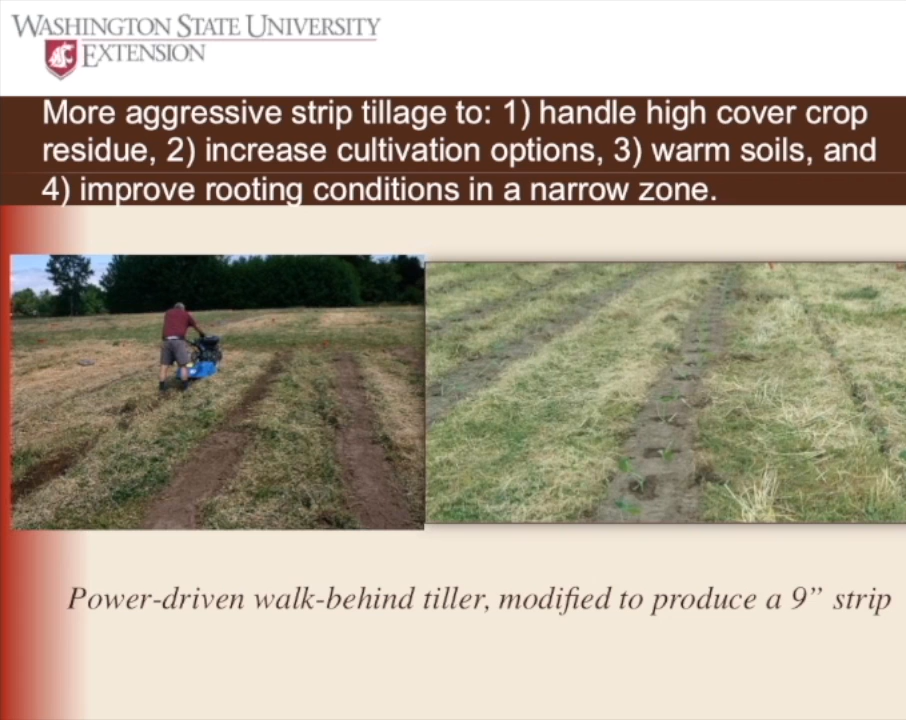 WASHINGTON STATE UNIVERSITY
EXTENSION
More aggressive strip tillage to: 1) handle high cover crop
residue, 2) increase cultivation options, 3) warm soils, and
4) improve rooting conditions in a narrow zone.
Power-driven walk-behind tiller, modified to produce a 9” strip